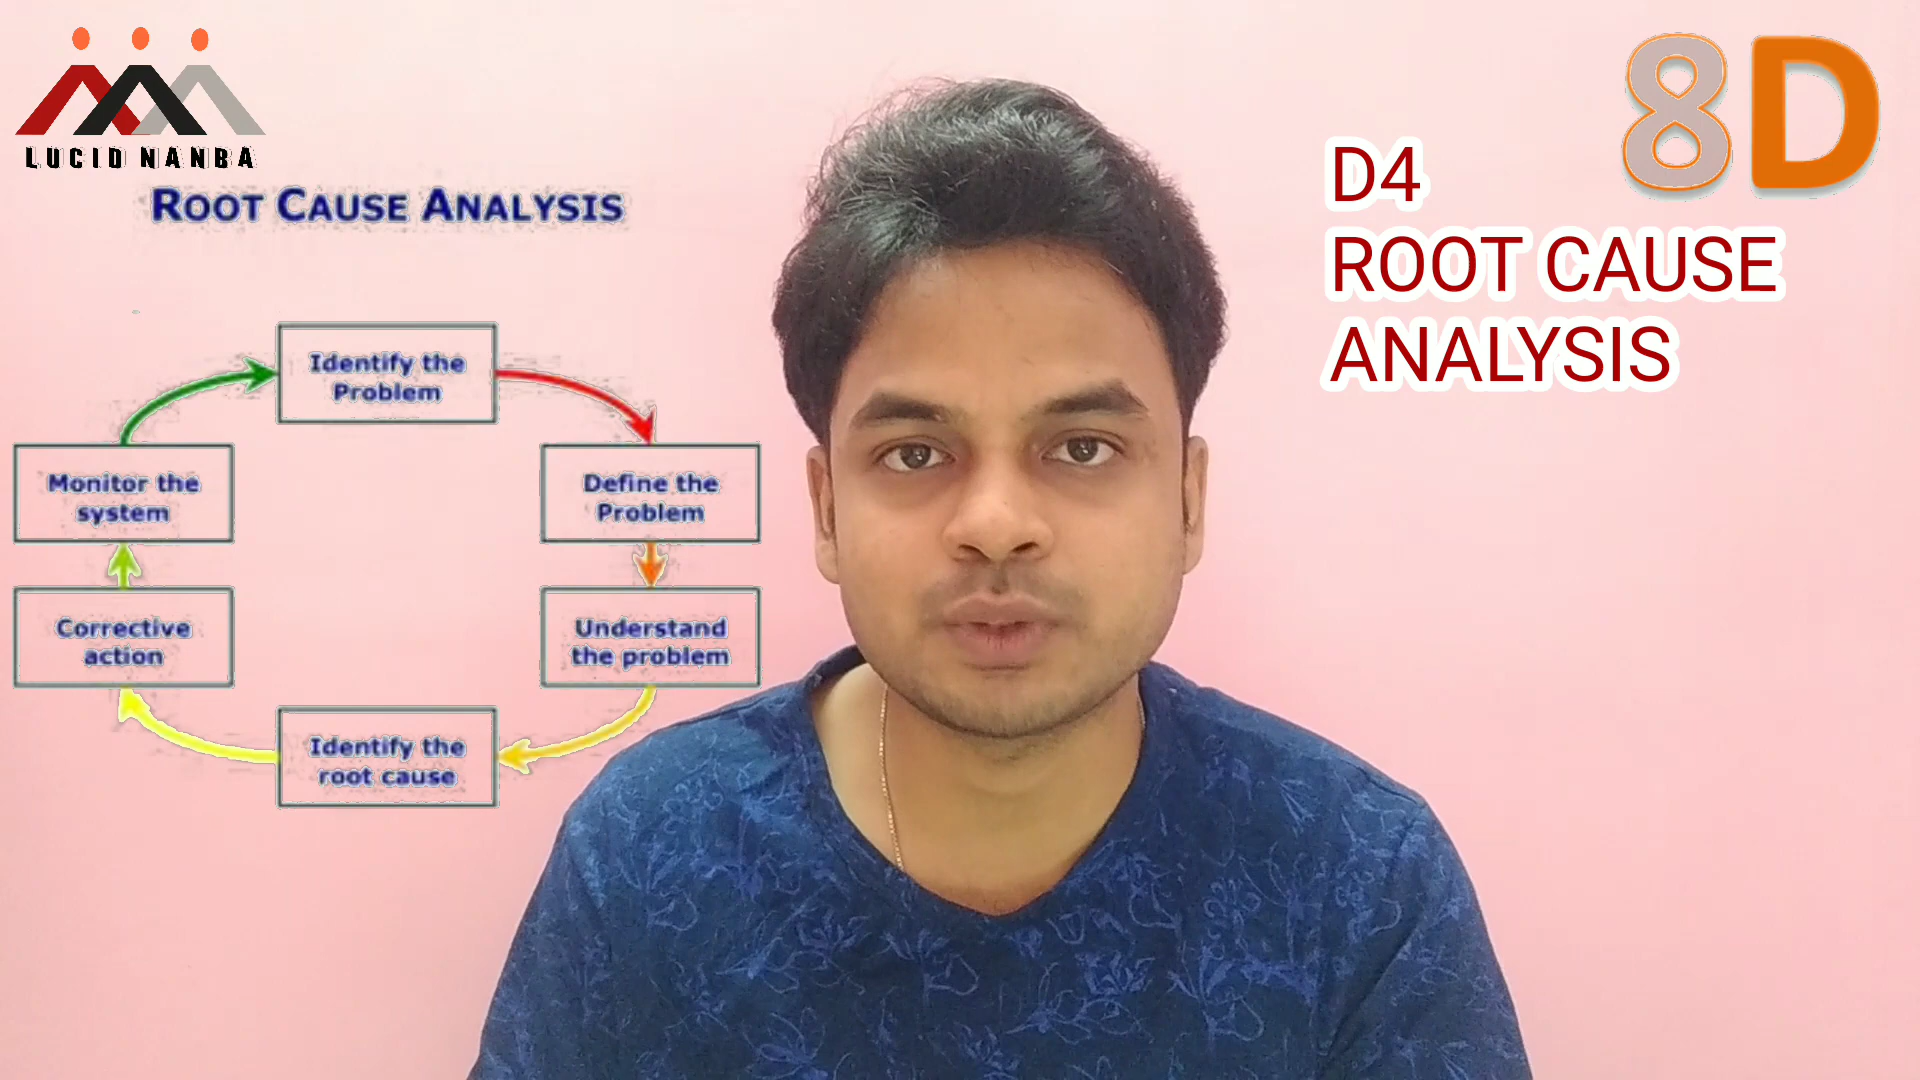 LUCID NANBA
ROOT CAUSE ANALYSIS
Identify the
Problem
Define the
Problem
Understand
the problem
Identify the
root cause
Corrective
action
Monitor the
system
8D
D4
ROOT CAUSE
ANALYSIS